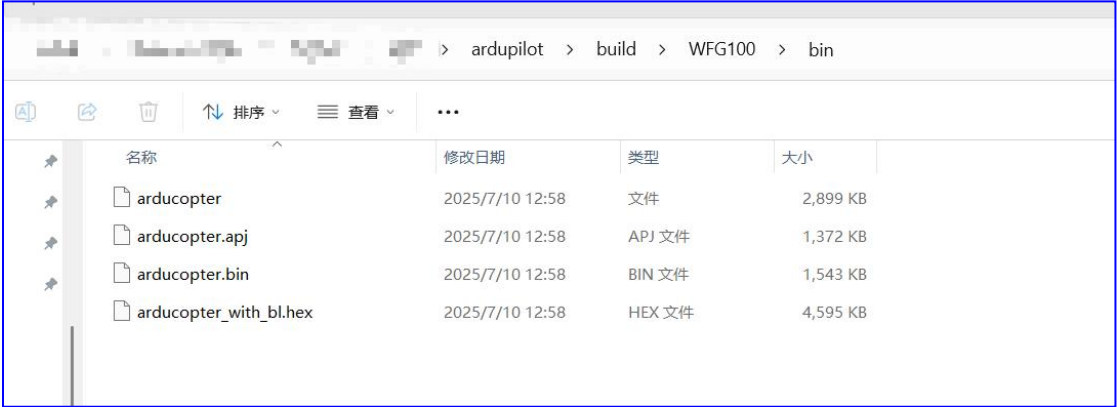 > ardupilot > build > WFG100 > bin
排序 查看 ...
名称 修改日期 类型 大小
arducopter 2025/7/10 12:58 文件 2,899 KB
arducopter.apj 2025/7/10 12:58 APJ 文件 1,372 KB
arducopter.bin 2025/7/10 12:58 BIN 文件 1,543 KB
arducopter_with_bl.hex 2025/7/10 12:58 HEX 文件 4,595 KB